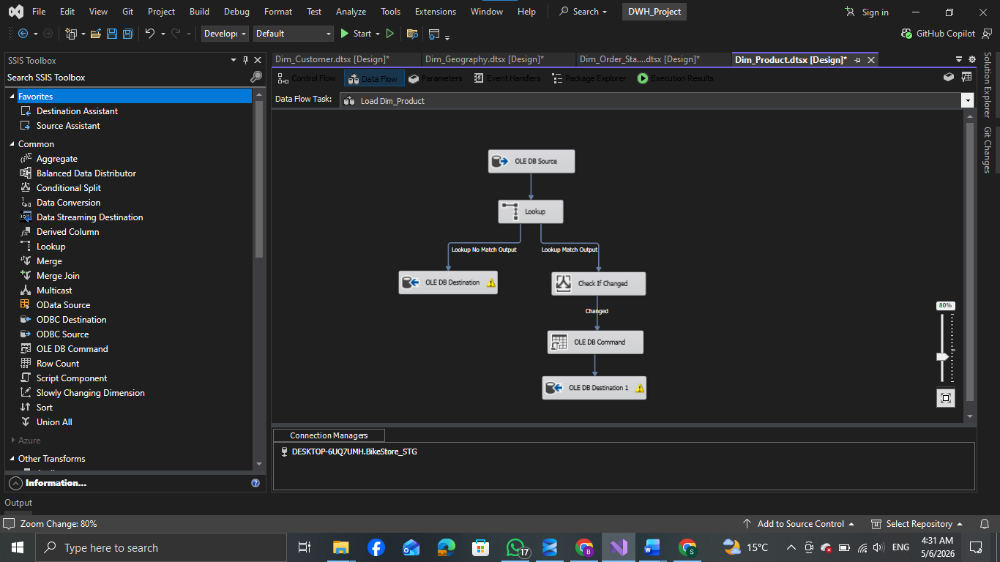 File Edit View Git Project Build Debug Format Test Analyze Tools Extensions Window Help Search DWH_Project Sign in
Develop Default Start GitHub Copilot
SSIS Toolbox
Search SSIS Toolbox
Favorites
Destination Assistant
Source Assistant
Common
Aggregate
Balanced Data Distributor
Conditional Split
Data Conversion
Data Streaming Destination
Derived Column
Lookup
Merge
Merge Join
Multicast
OData Source
ODBC Destination
ODBC Source
OLE DB Command
Row Count
Script Component
Slowly Changing Dimension
Sort
Union All
Azure
Other Transforms
Information...
Dim_Customer.dtsx [Design]* Dim_Geography.dtsx [Design]* Dim_Order_Sta....dtsx [Design]* Dim_Product.dtsx [Design]*
Control Flow Data Flow Parameters Event Handlers Package Explorer Execution Results
Data Flow Task: Load Dim_Product
OLE DB Source
Lookup
Lookup No Match Output Lookup Match Output
OLE DB Destination Check If Changed
Changed
OLE DB Command
OLE DB Destination 1
80%
Connection Managers
DESKTOP-6UQ7UMH.BikeStore_STG
Solution Explorer
Git Changes
Output
Zoom Change: 80% Add to Source Control Select Repository
Type here to search 17 15°C ENG 4:31 AM
5/6/2026